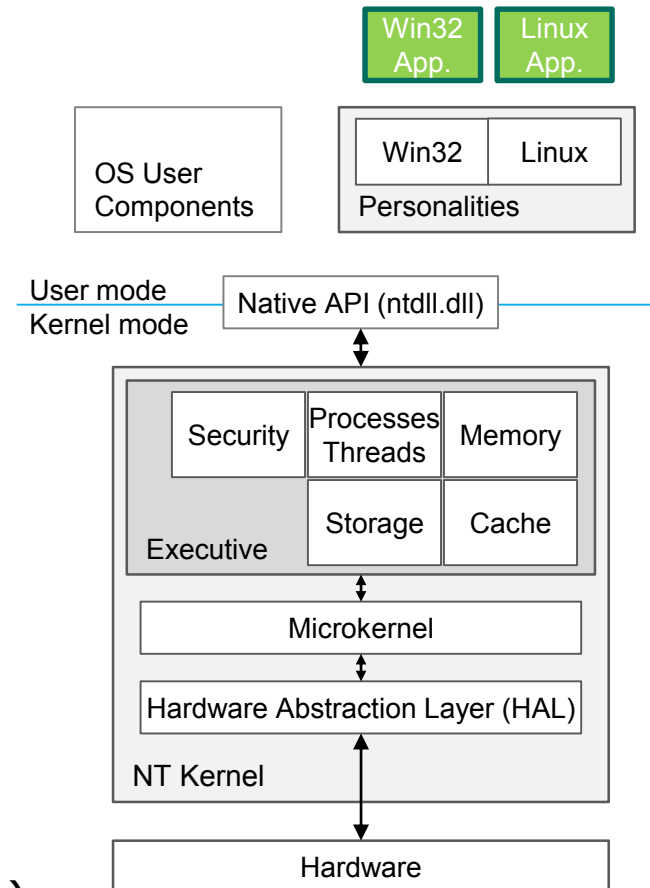 Win32
App.
Linux
App.
OS User
Components
Win32
Linux
Personalities
User mode
Kernel mode
Native API (ntdll.dll)
Security
Processes
Threads
Memory
Storage
Cache
Executive
Microkernel
Hardware Abstraction Layer (HAL)
NT Kernel
Hardware
)